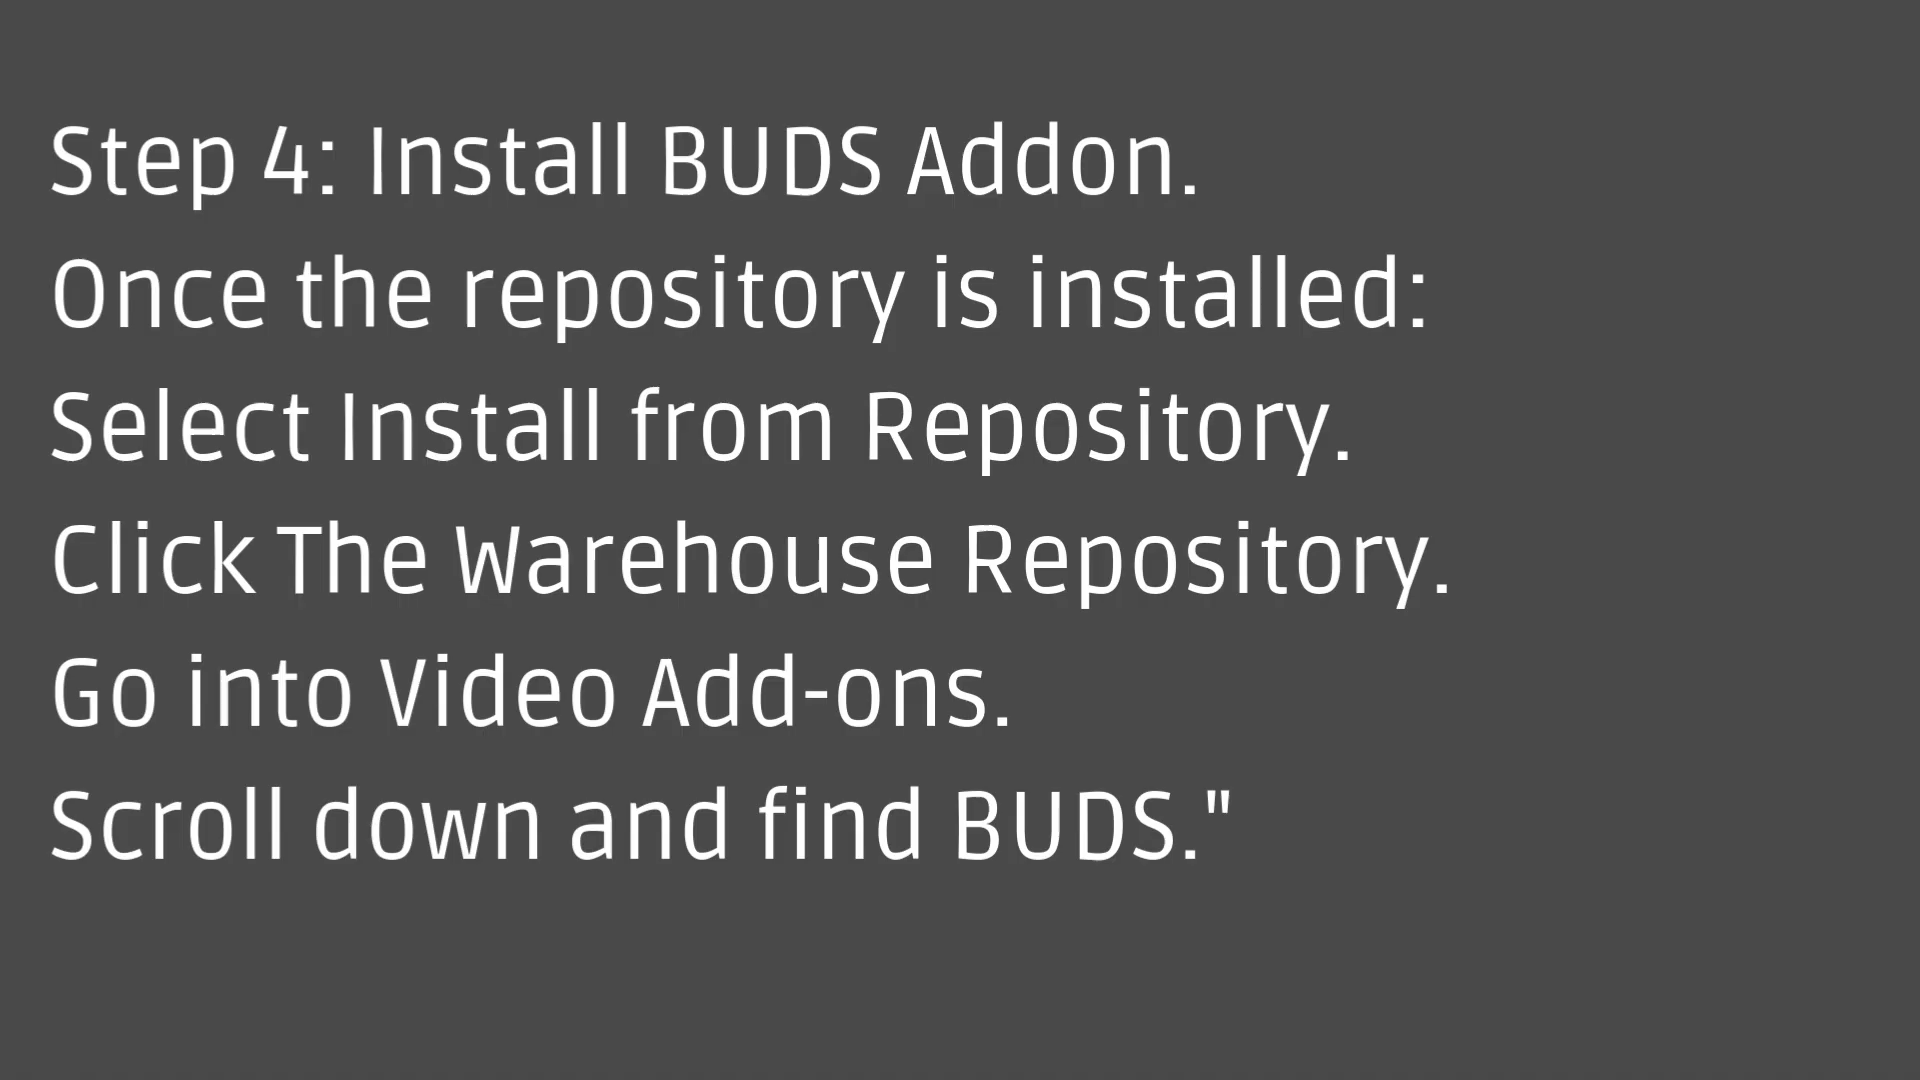 Step 4: Install BUDS Addon.
Once the repository is installed:
Select Install from Repository.
Click The Warehouse Repository.
Go into Video Add-ons.
Scroll down and find BUDS."